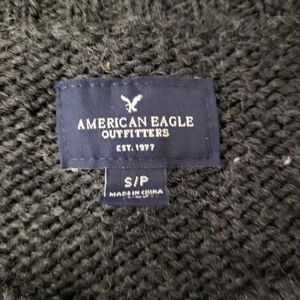 AMERICAN EAGLE
OUTFITTERS
EST. 1977
S/P
MADE IN CHINA